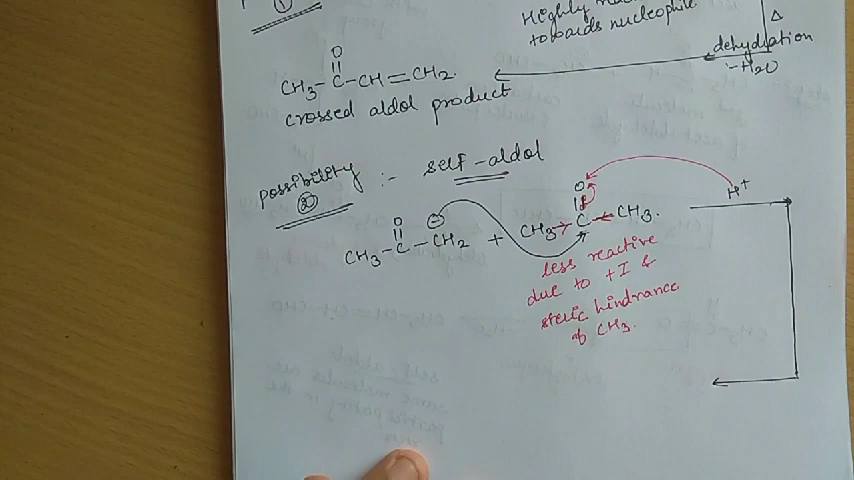 ①
Highly
towards nucleophile
Δ
dehydration
:-H2O
O
CH3-C-CH=CH2.
crossed aldol product
possibility :- self-aldol
②
O ⊖ O H+
CH3-C-CH2 + CH3→C←CH3.
less reactive
due to +I &
steric hindrance
of CH3.